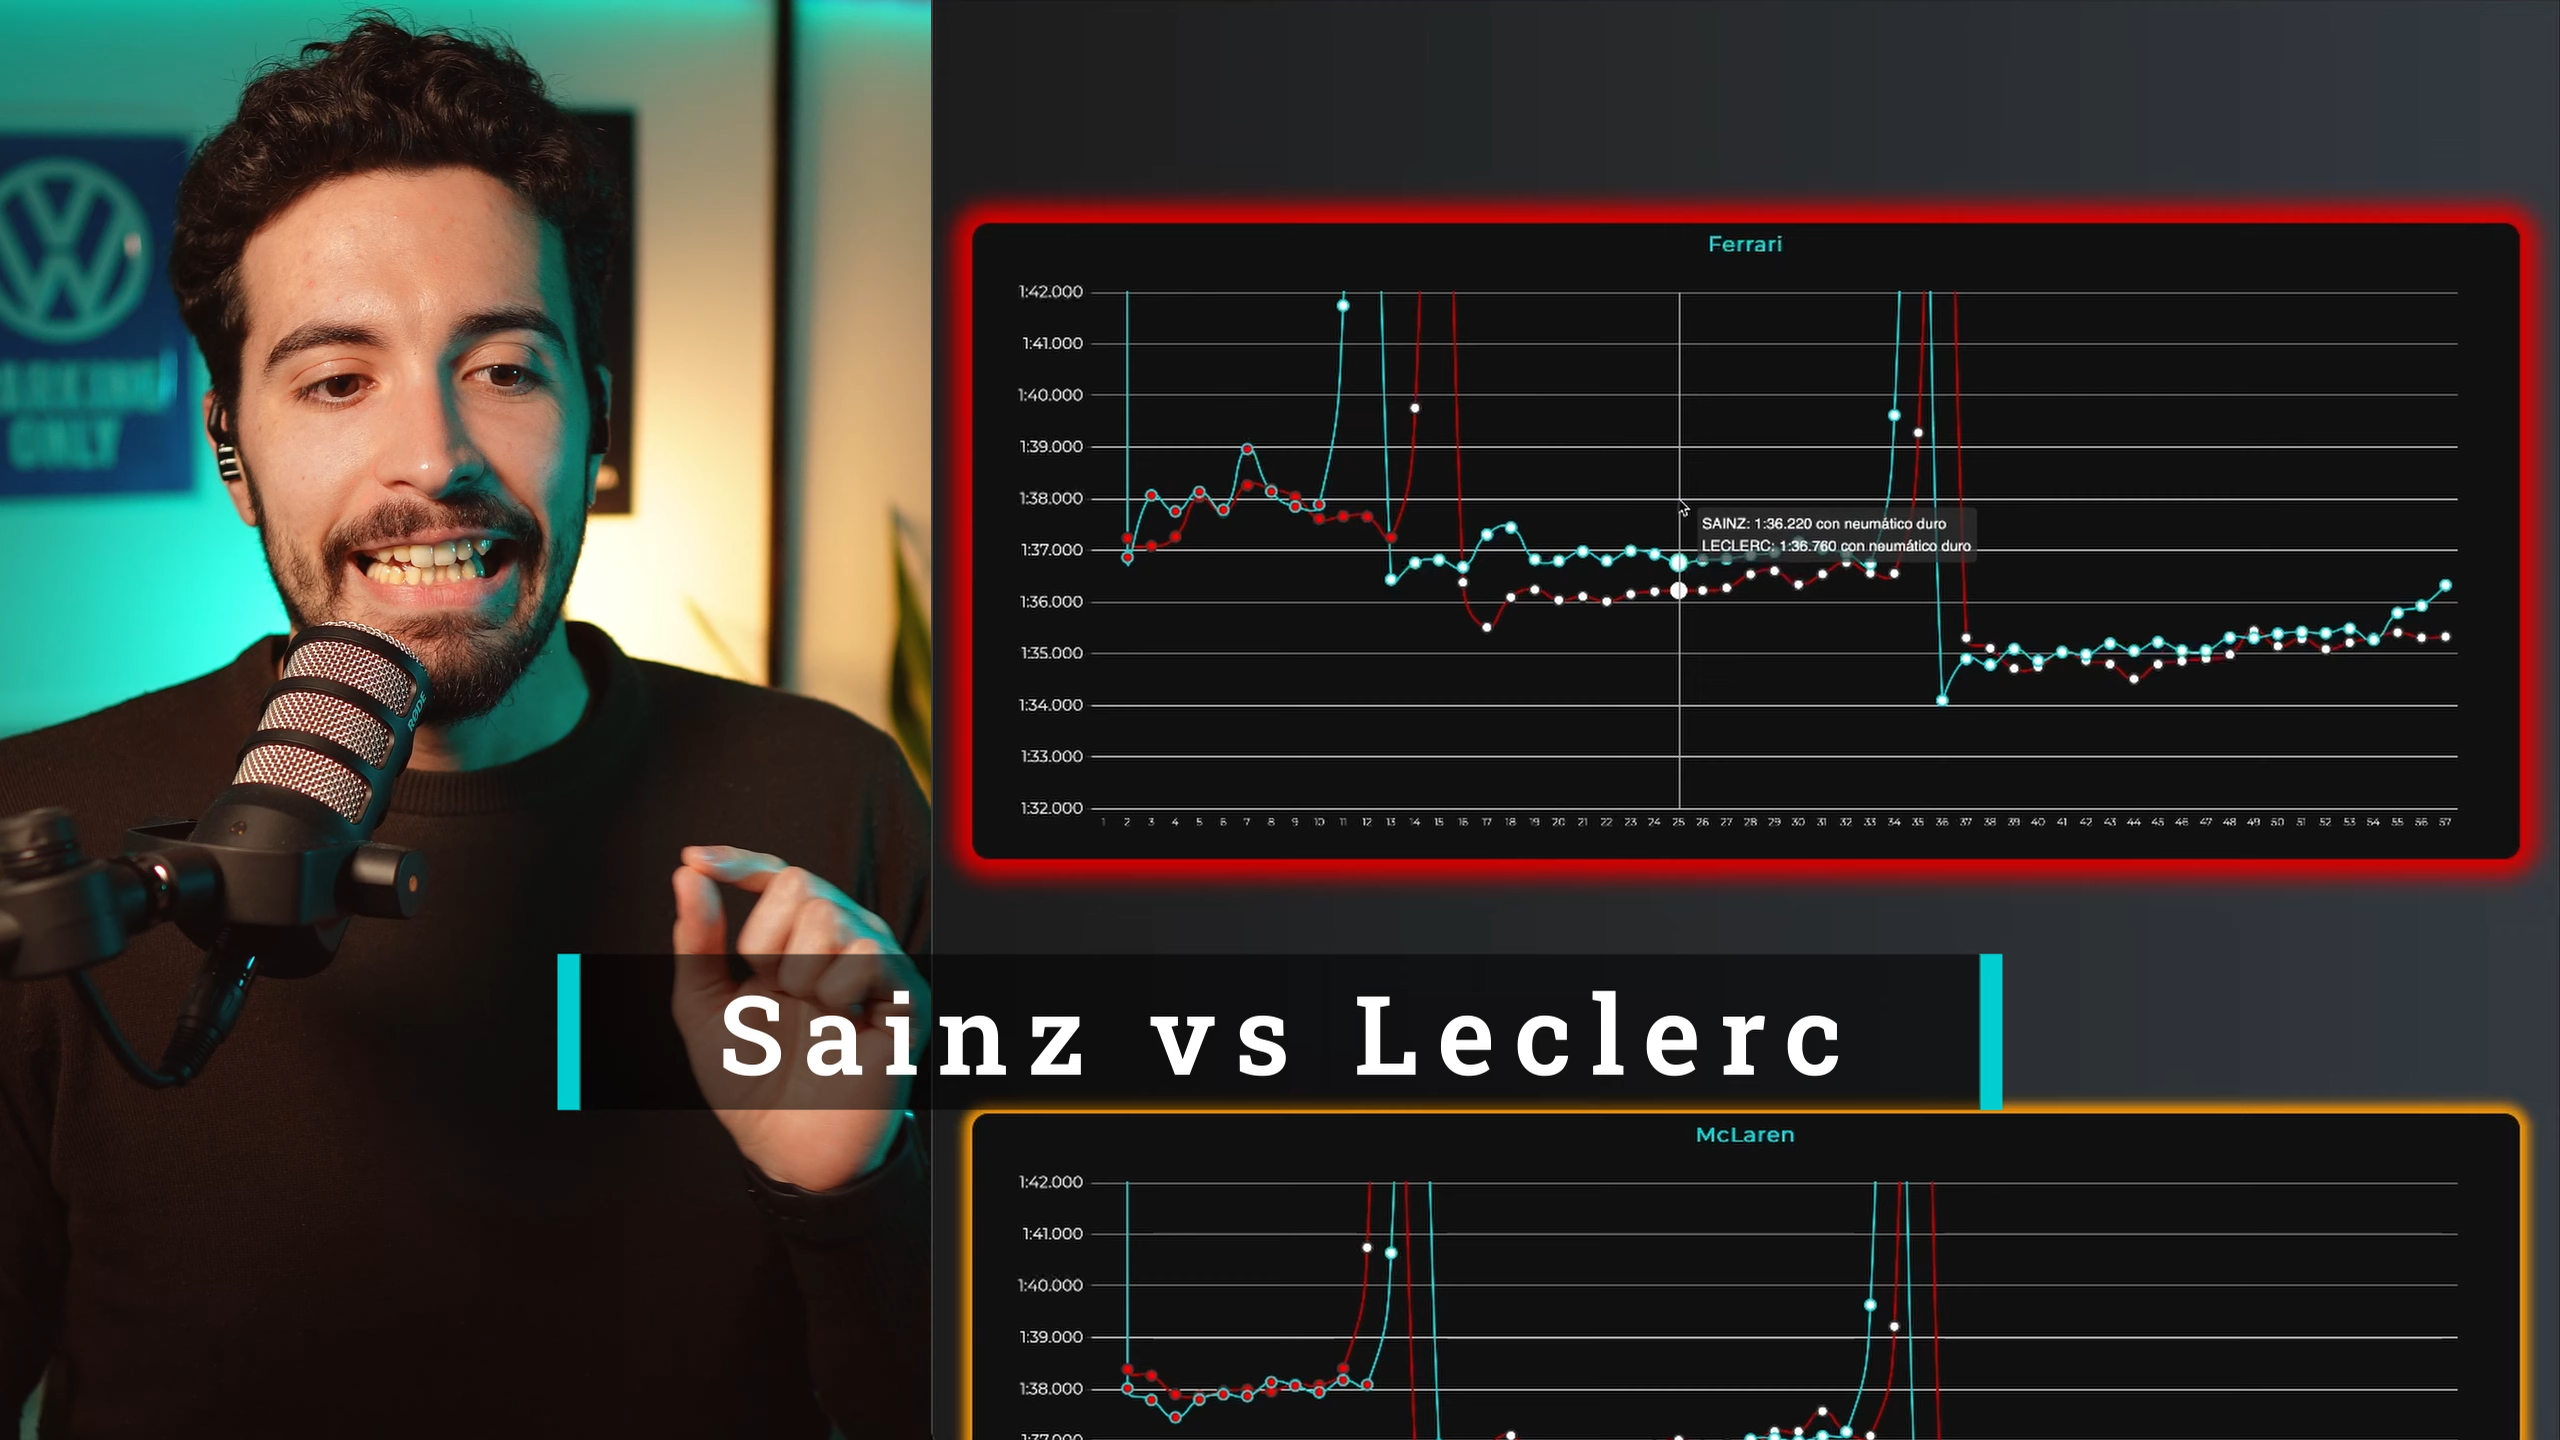 PARKING
ONLY
RØDE
Ferrari
1:42.000
1:41.000
1:40.000
1:39.000
1:38.000
1:37.000
1:36.000
1:35.000
1:34.000
1:33.000
1:32.000
SAINZ: 1:36.220 con neumático duro
LECLERC: 1:36.760 con neumático duro
1 2 3 4 5 6 7 8 9 10 11 12 13 14 15 16 17 18 19 20 21 22 23 24 25 26 27 28 29 30 31 32 33 34 35 36 37 38 39 40 41 42 43 44 45 46 47 48 49 50 51 52 53 54 55 56 57
Sainz vs Leclerc
McLaren
1:42.000
1:41.000
1:40.000
1:39.000
1:38.000
1:37.000